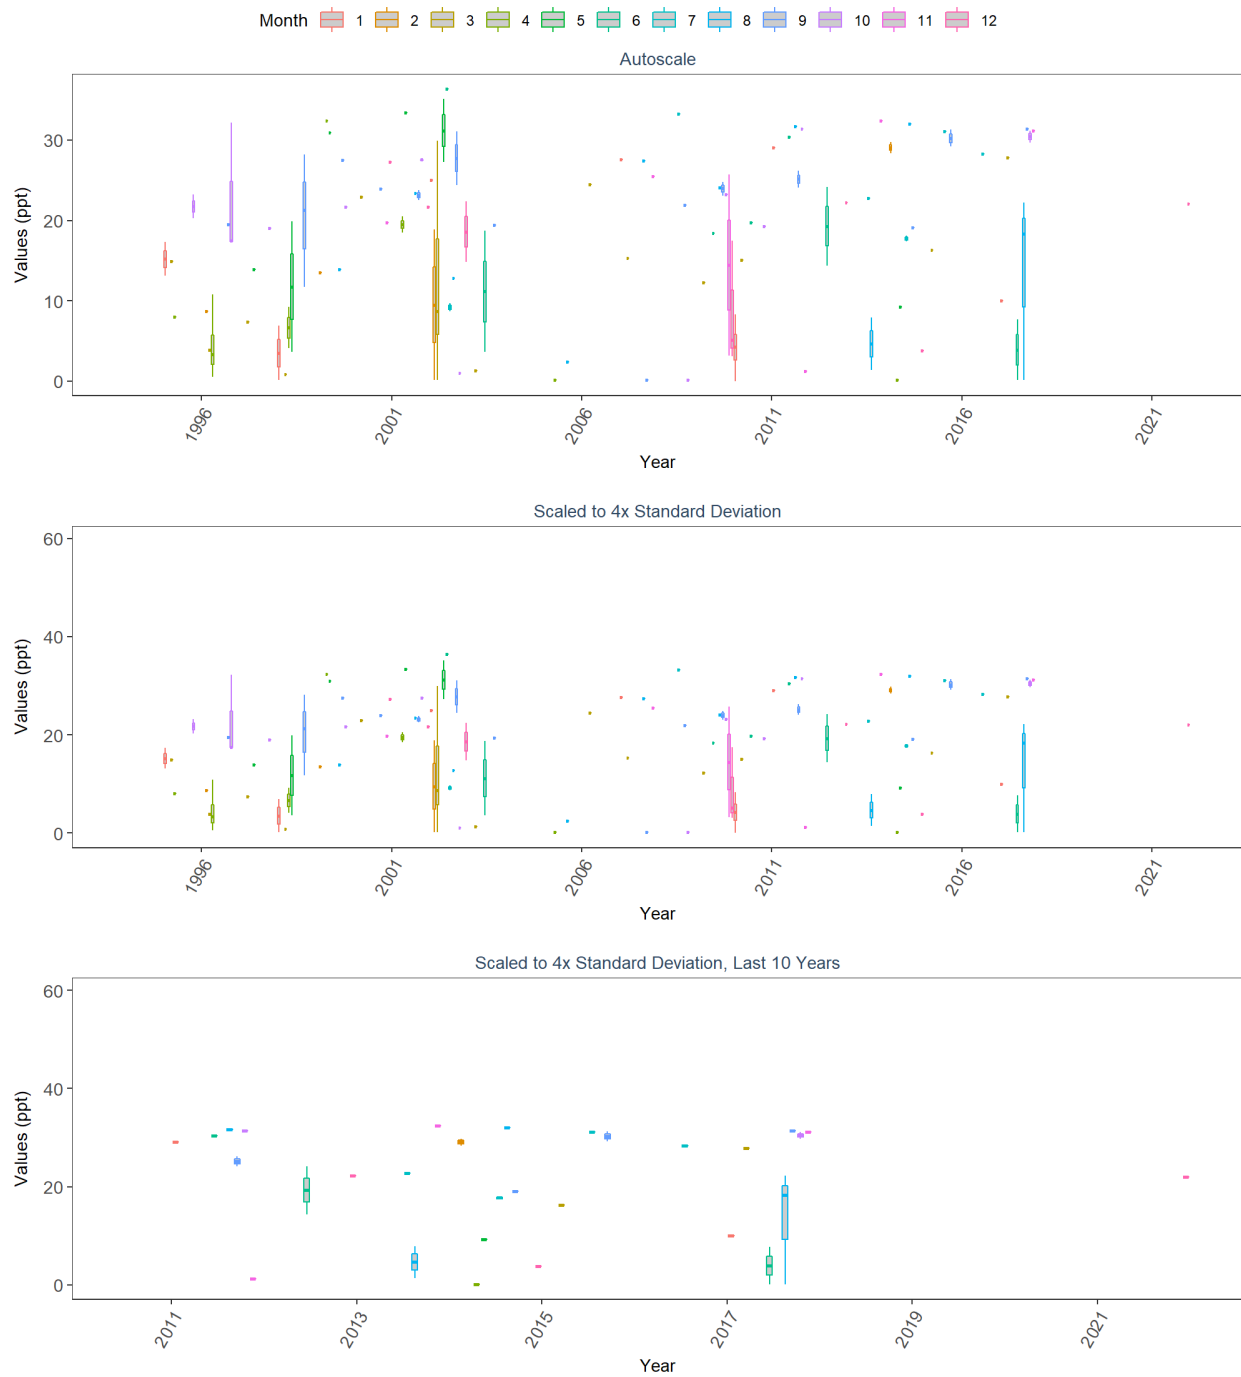 Month 1 2 3 4 5 6 7 8 9 10 11 12
Autoscale
30
20
10
0
Values (ppt)
1996 2001 2006 2011 2016 2021
Year
Scaled to 4x Standard Deviation
60
40
20
0
Values (ppt)
1996 2001 2006 2011 2016 2021
Year
Scaled to 4x Standard Deviation, Last 10 Years
60
40
20
0
Values (ppt)
2011 2013 2015 2017 2019 2021
Year